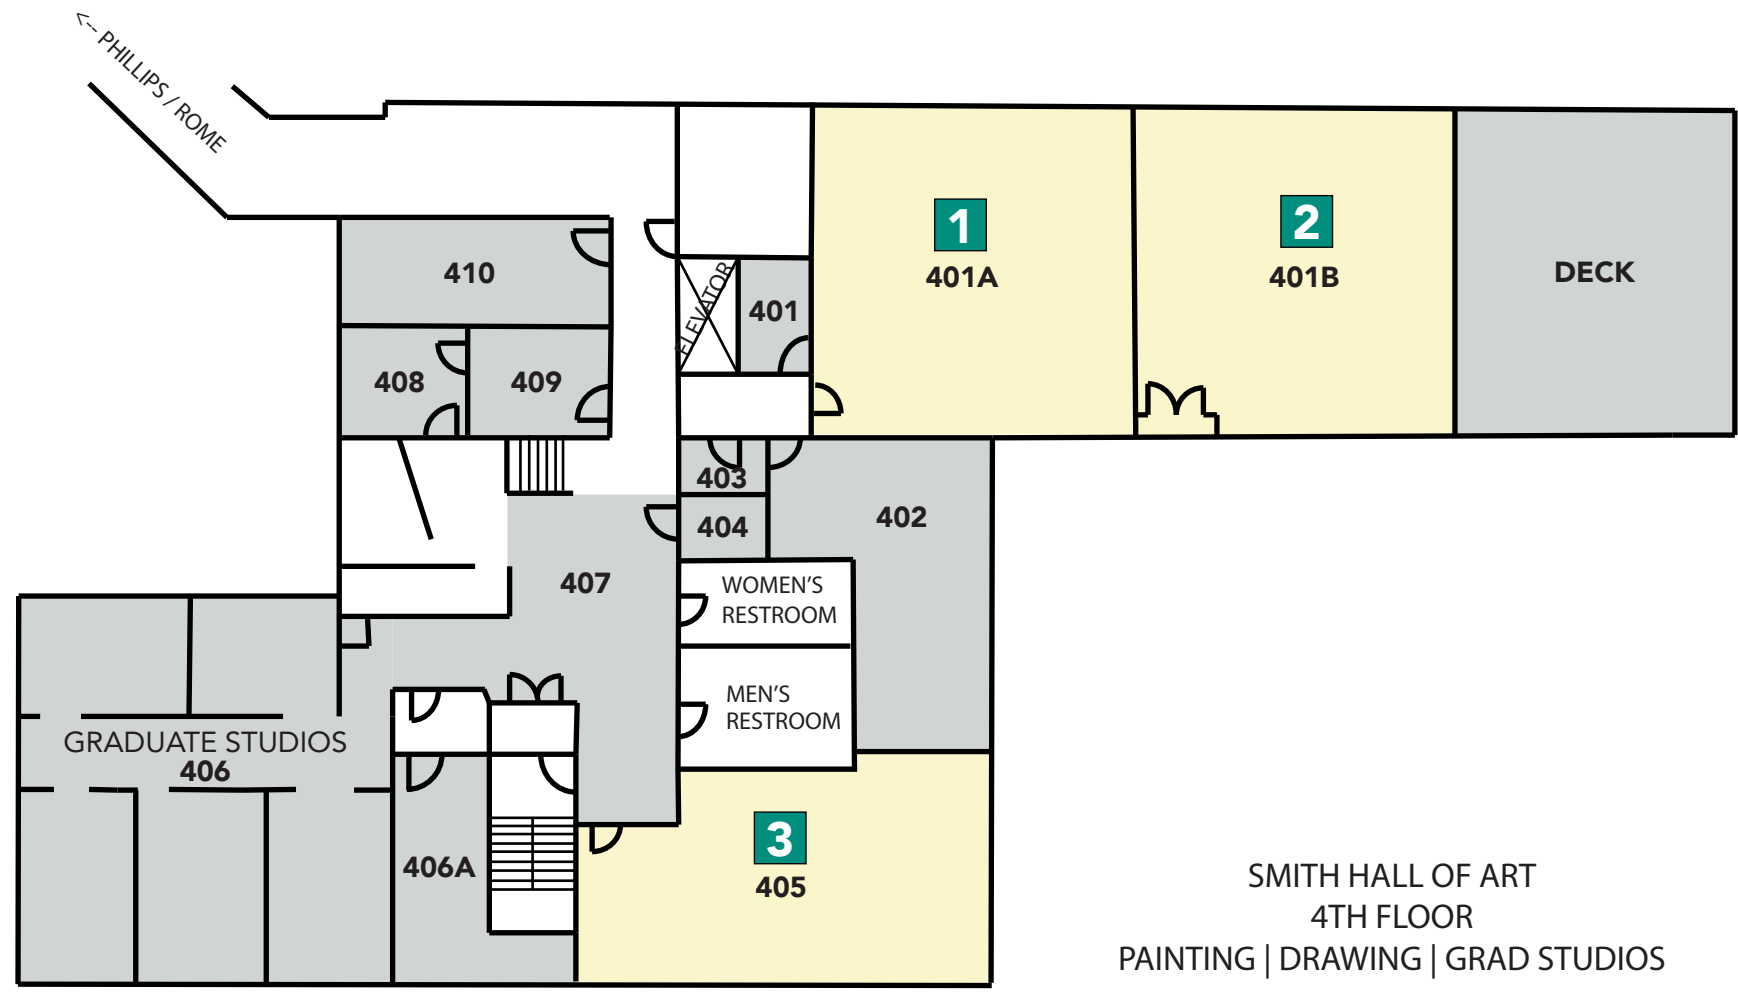 <-- PHILLIPS / ROME
1
401A
2
401B
DECK
410
ELEVATOR
401
408
409
403
404
402
407
WOMEN'S
RESTROOM
MEN'S
RESTROOM
GRADUATE STUDIOS
406
406A
3
405
SMITH HALL OF ART
4TH FLOOR
PAINTING | DRAWING | GRAD STUDIOS